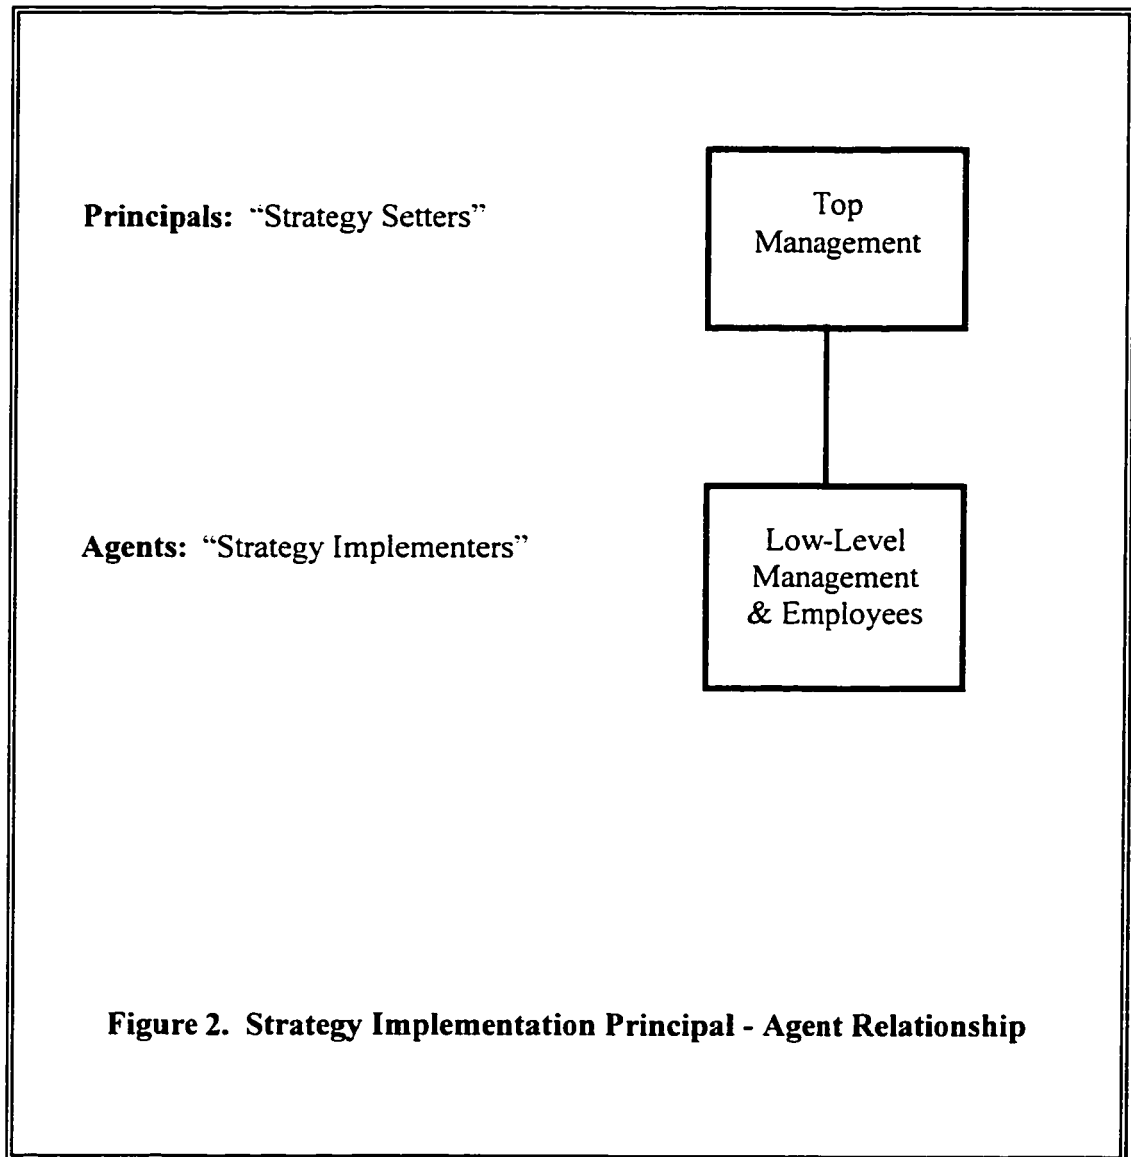 Principals: “Strategy Setters”
Top
Management
Agents: “Strategy Implementers”
Low-Level
Management
& Employees
Figure 2. Strategy Implementation Principal - Agent Relationship